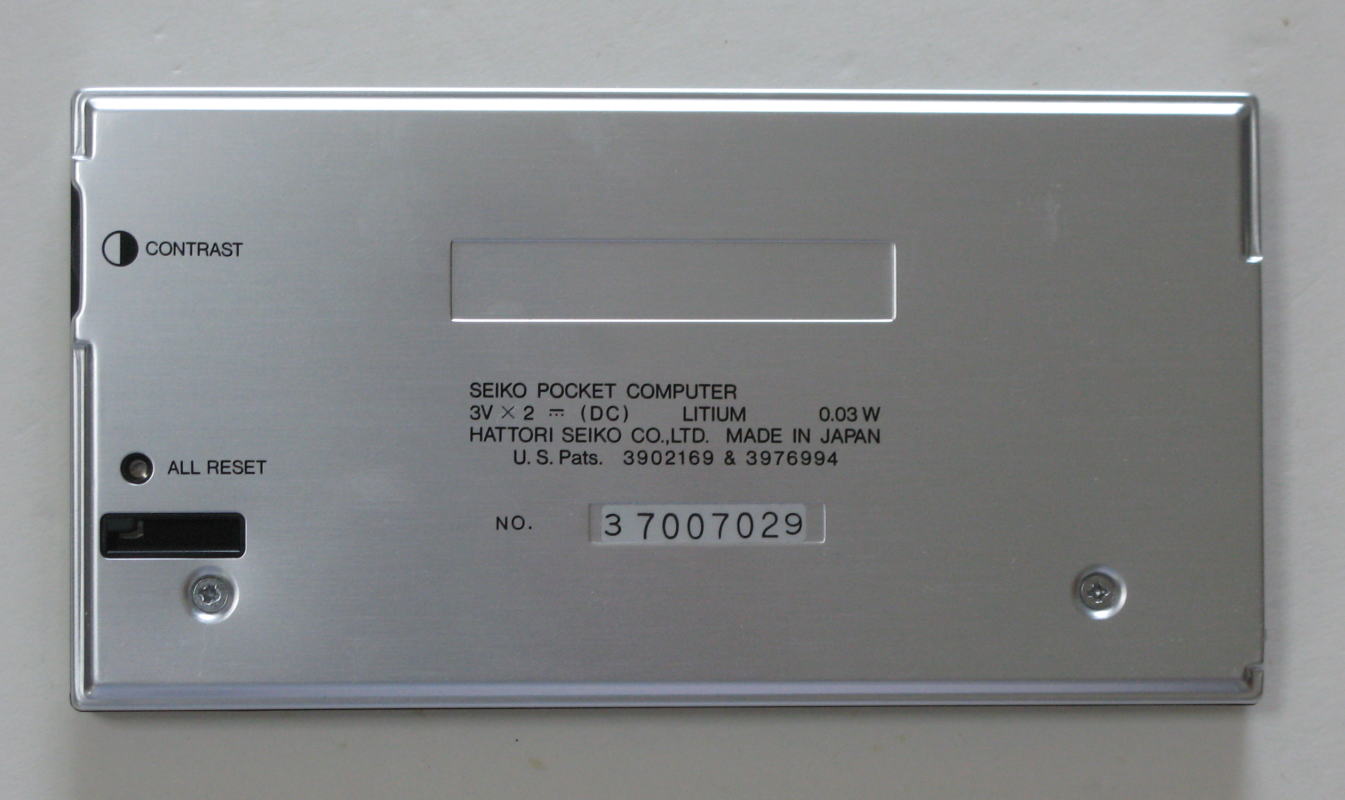 CONTRAST
SEIKO POCKET COMPUTER
3V × 2 ⎓ (DC) LITIUM 0.03 W
HATTORI SEIKO CO.,LTD. MADE IN JAPAN
U.S. Pats. 3902169 & 3976994
ALL RESET
NO. 37007029